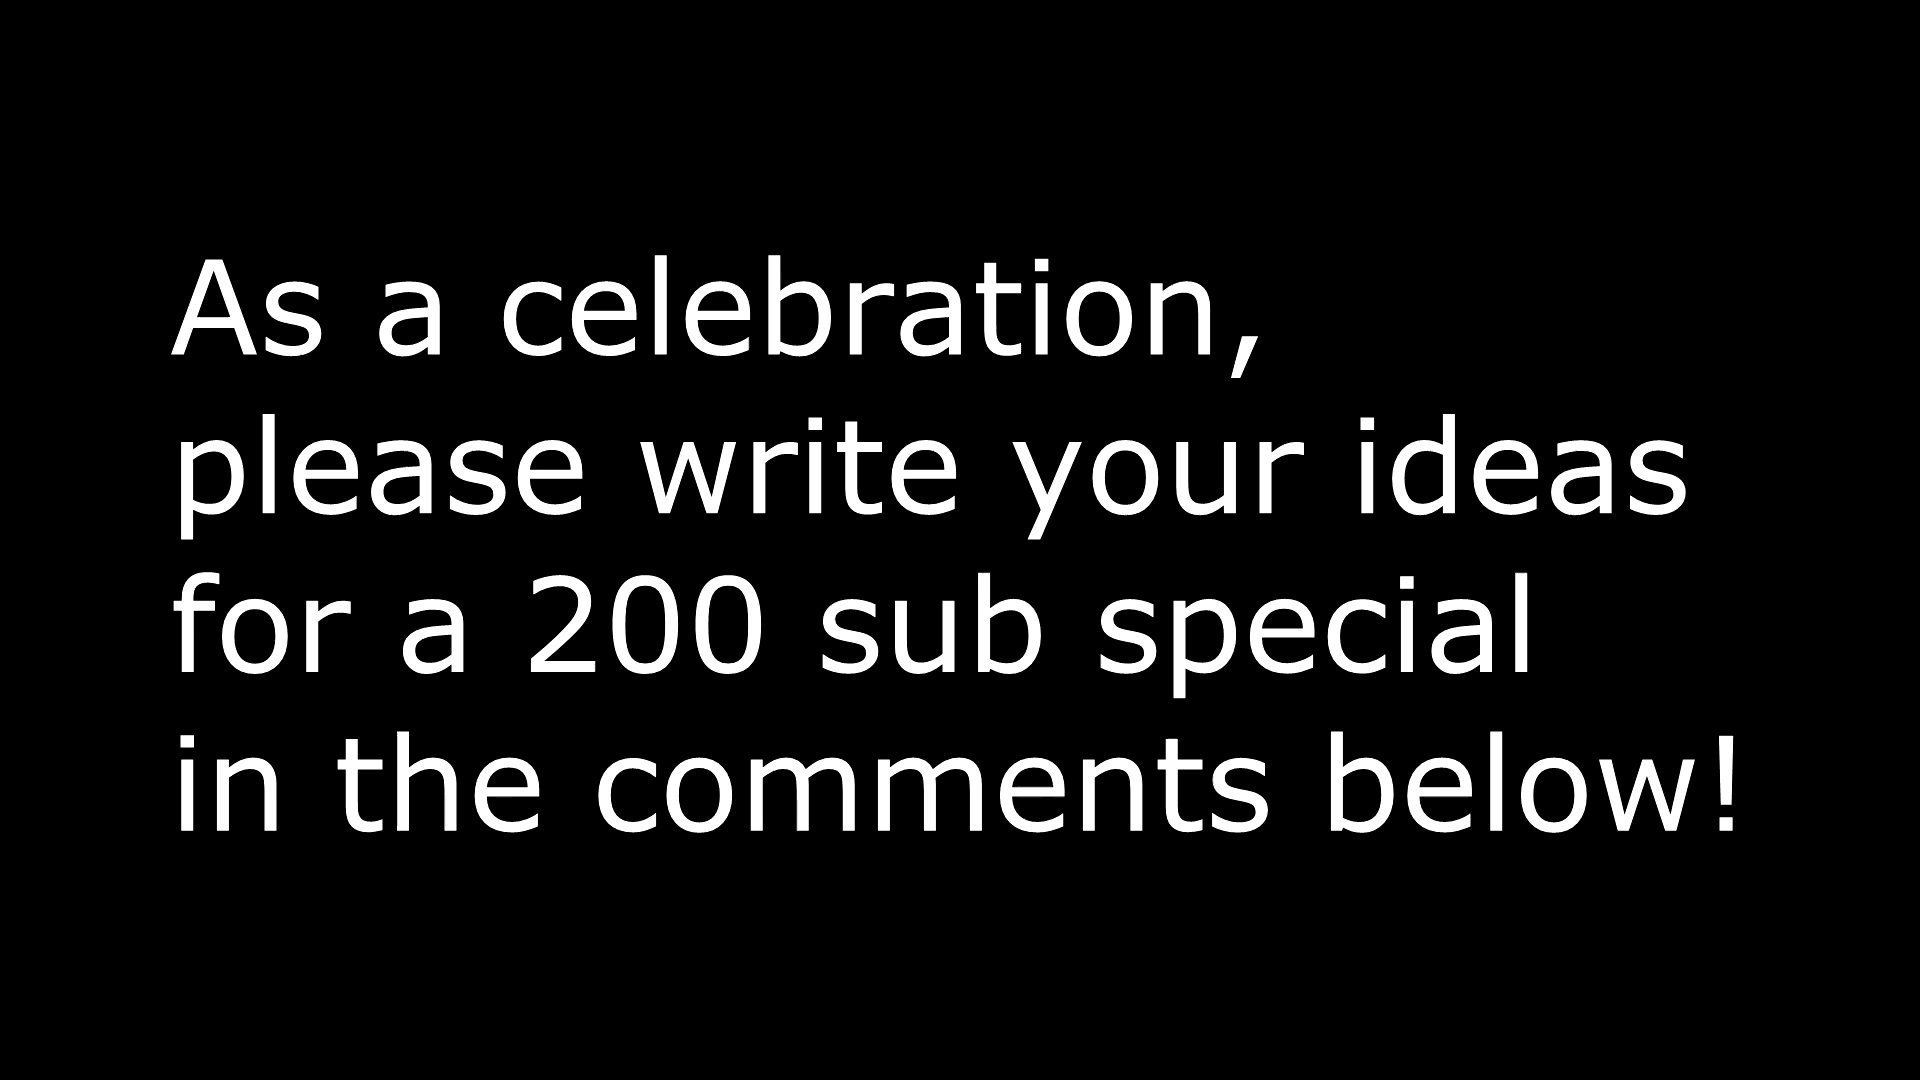 As a celebration,
please write your ideas
for a 200 sub special
in the comments below!